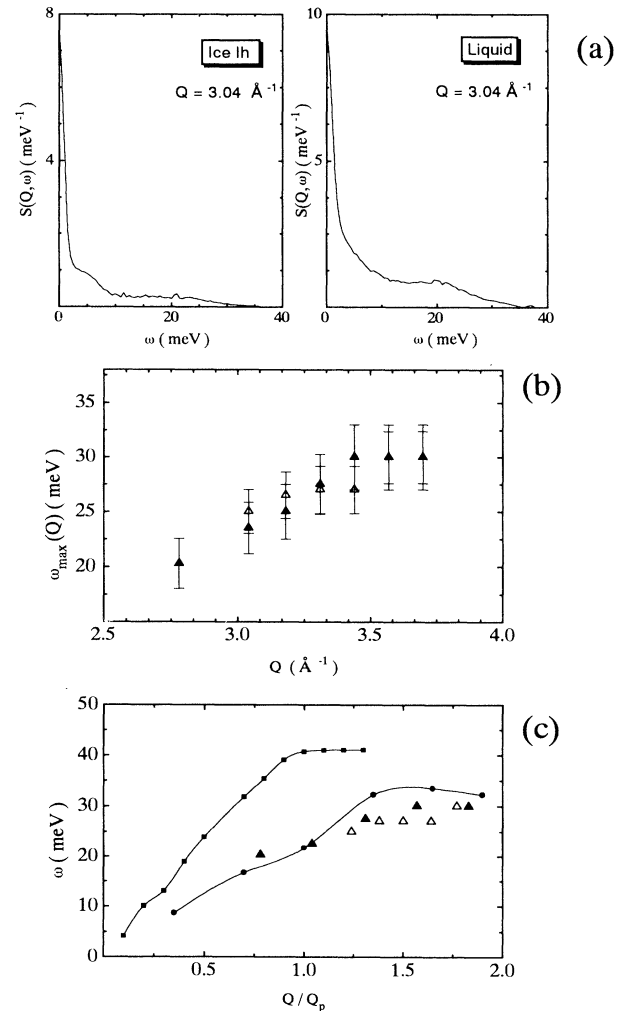 8
4
0
S(Q,ω) ( meV ⁻¹ )
Ice Ih
Q = 3.04 Å⁻¹
0 20 40
ω ( meV )
10
5
0
S(Q,ω) ( meV ⁻¹ )
Liquid
Q = 3.04 Å⁻¹
0 20 40
ω ( meV )
(a)
35
30
25
20
ω_max(Q) ( meV )
2.5 3.0 3.5 4.0
Q ( Å⁻¹ )
(b)
50
40
30
20
10
0
ω ( meV )
0.5 1.0 1.5 2.0
Q/Q_p
(c)